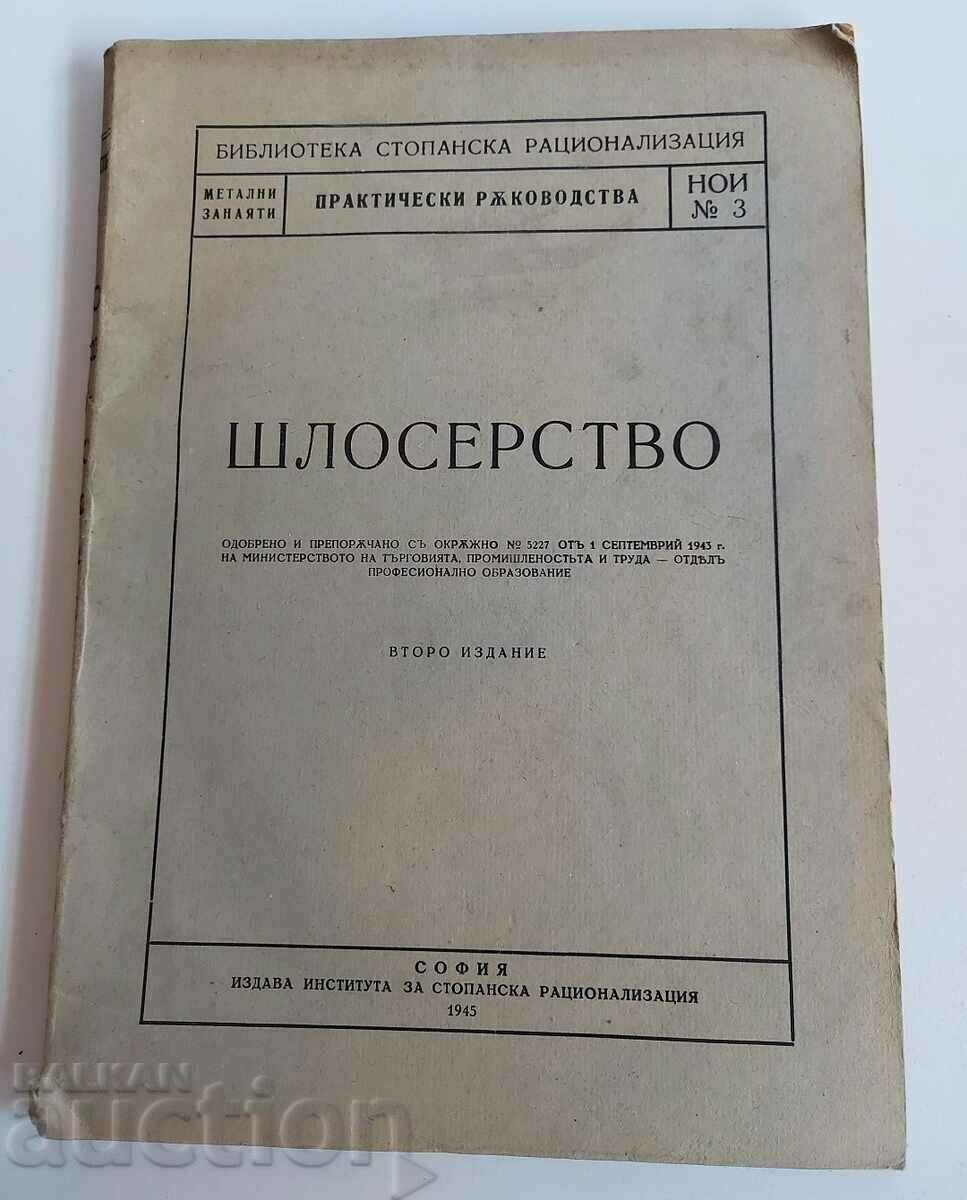 БИБЛИОТЕКА СТОПАНСКА РАЦИОНАЛИЗАЦИЯ
МЕТАЛНИ
ЗАНАЯТИ
ПРАКТИЧЕСКИ РѪКОВОДСТВА
НОИ
№ 3
ШЛОСЕРСТВО
ОДОБРЕНО И ПРЕПОРѪЧАНО СЪ ОКРѪЖНО № 5227 ОТЪ 1 СЕПТЕМВРИЙ 1943 г.
НА МИНИСТЕРСТВОТО НА ТЪРГОВИЯТА, ПРОМИШЛЕНОСТЬТА И ТРУДА — ОТДѢЛЪ
ПРОФЕСИОНАЛНО ОБРАЗОВАНИЕ
ВТОРО ИЗДАНИЕ
СОФИЯ
ИЗДАВА ИНСТИТУТА ЗА СТОПАНСКА РАЦИОНАЛИЗАЦИЯ
1945
BALKAN
auction